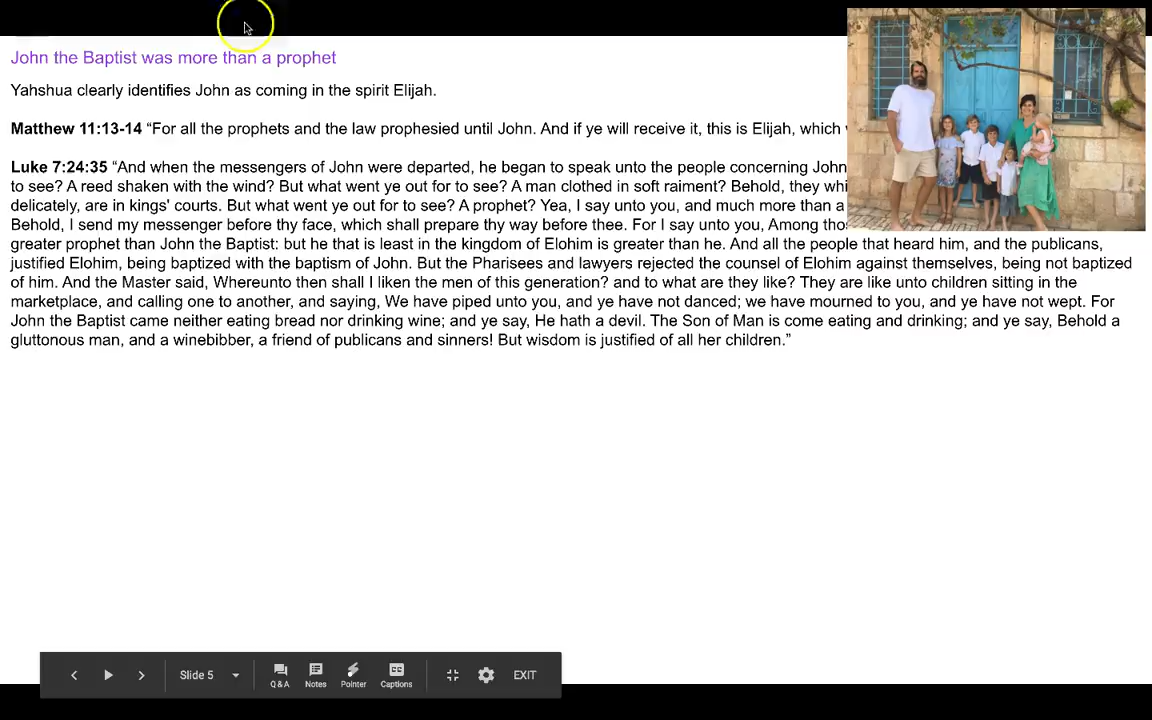 John the Baptist was more than a prophet
Yahshua clearly identifies John as coming in the spirit Elijah.
Matthew 11:13-14 “For all the prophets and the law prophesied until John. And if ye will receive it, this is Elijah, which
Luke 7:24:35 “And when the messengers of John were departed, he began to speak unto the people concerning John
to see? A reed shaken with the wind? But what went ye out for to see? A man clothed in soft raiment? Behold, they
delicately, are in kings' courts. But what went ye out for to see? A prophet? Yea, I say unto you, and much more than a
Behold, I send my messenger before thy face, which shall prepare thy way before thee. For I say unto you, Among
greater prophet than John the Baptist: but he that is least in the kingdom of Elohim is greater than he. And all the people that heard him, and the publicans,
justified Elohim, being baptized with the baptism of John. But the Pharisees and lawyers rejected the counsel of Elohim against themselves, being not baptized
of him. And the Master said, Whereunto then shall I liken the men of this generation? and to what are they like? They are like unto children sitting in the
marketplace, and calling one to another, and saying, We have piped unto you, and ye have not danced; we have mourned to you, and ye have not wept. For
John the Baptist came neither eating bread nor drinking wine; and ye say, He hath a devil. The Son of Man is come eating and drinking; and ye say, Behold a
gluttonous man, and a winebibber, a friend of publicans and sinners! But wisdom is justified of all her children.”
Slide 5
Q & A
Notes
Pointer
CC
Captions
EXIT